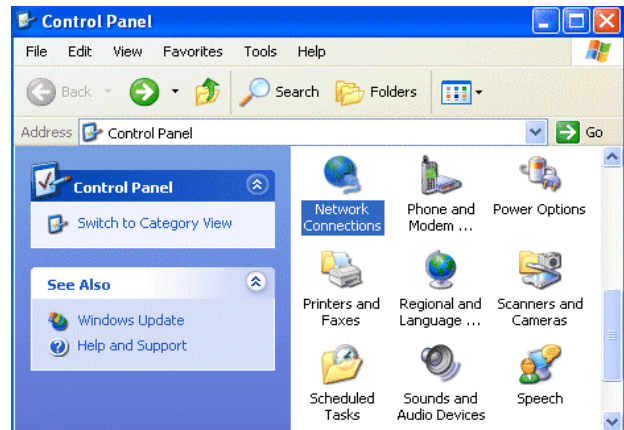 Control Panel
File Edit View Favorites Tools Help
Back Search Folders
Address Control Panel Go
Control Panel
Switch to Category View
See Also
Windows Update
Help and Support
Network Connections
Phone and Modem ...
Power Options
Printers and Faxes
Regional and Language ...
Scanners and Cameras
Scheduled Tasks
Sounds and Audio Devices
Speech